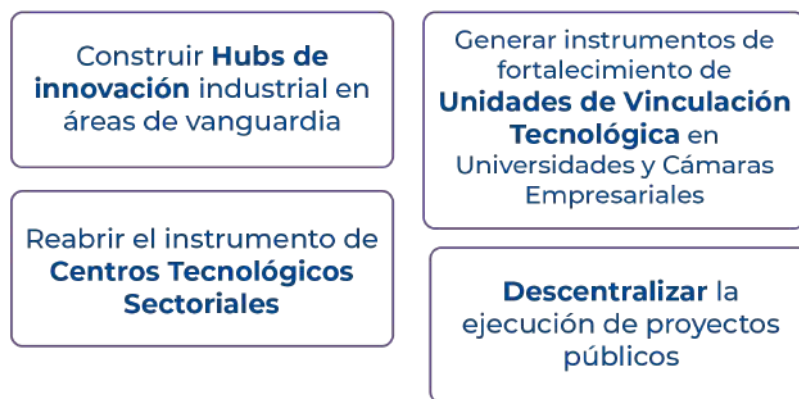 Construir Hubs de
innovación industrial en
áreas de vanguardia
Generar instrumentos de
fortalecimiento de
Unidades de Vinculación
Tecnológica en
Universidades y Cámaras
Empresariales
Reabrir el instrumento de
Centros Tecnológicos
Sectoriales
Descentralizar la
ejecución de proyectos
públicos